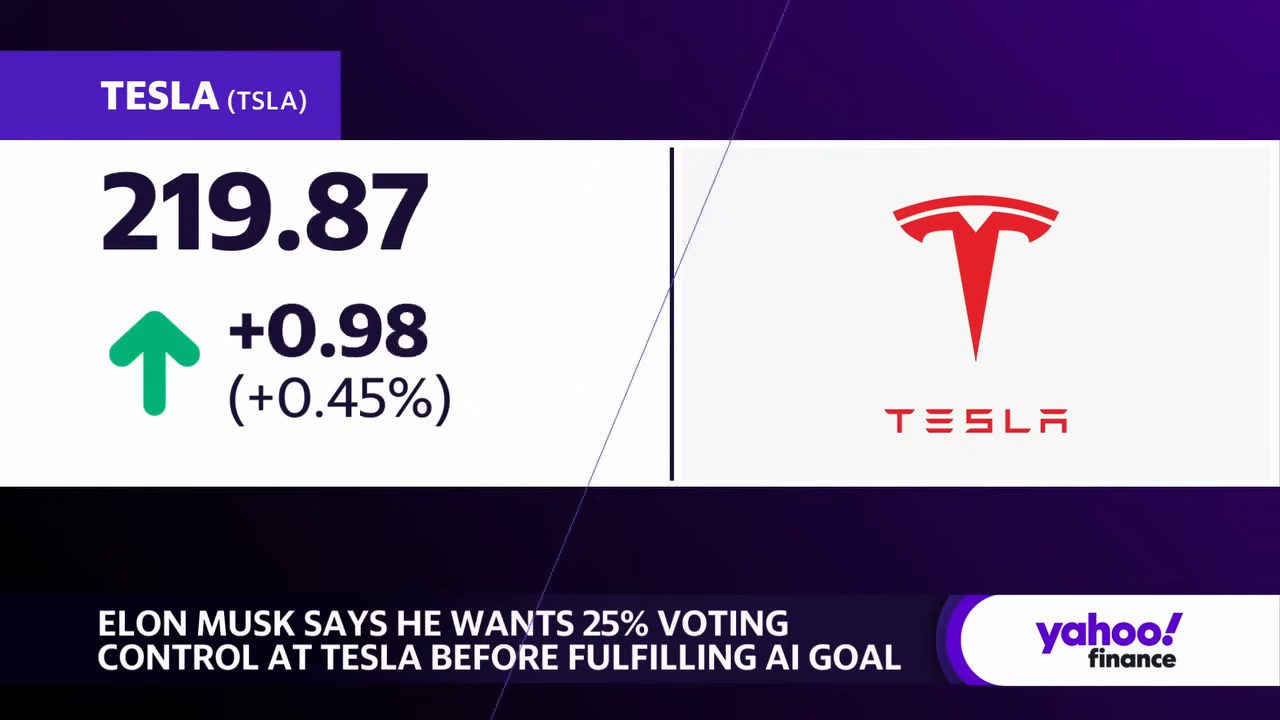 TESLA (TSLA)
219.87
+0.98
(+0.45%)
TESLA
ELON MUSK SAYS HE WANTS 25% VOTING
CONTROL AT TESLA BEFORE FULFILLING AI GOAL
yahoo!
finance